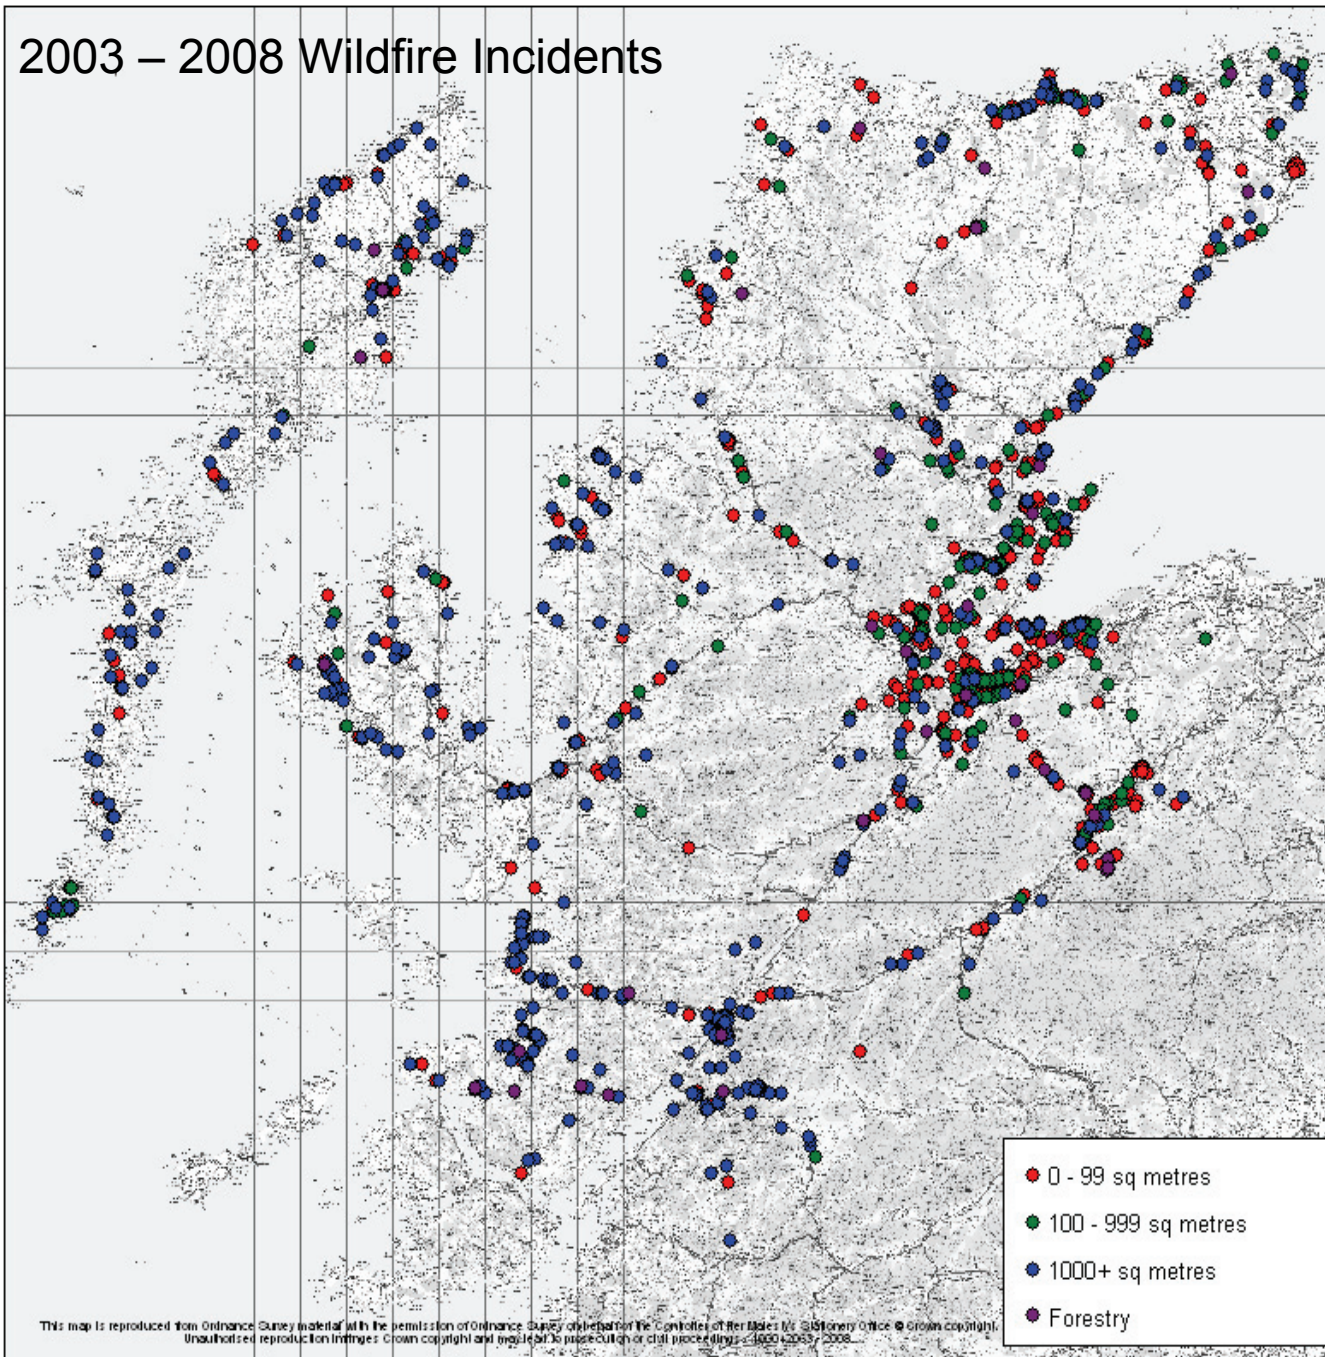 2003 – 2008 Wildfire Incidents
0 - 99 sq metres
100 - 999 sq metres
1000+ sq metres
Forestry
This map is reproduced from Ordnance Survey material with the permission of Ordnance Survey on behalf of the Controller of Her Majesty's Stationery Office © Crown copyright.
Unauthorised reproduction infringes Crown copyright and may lead to prosecution or civil proceedings.